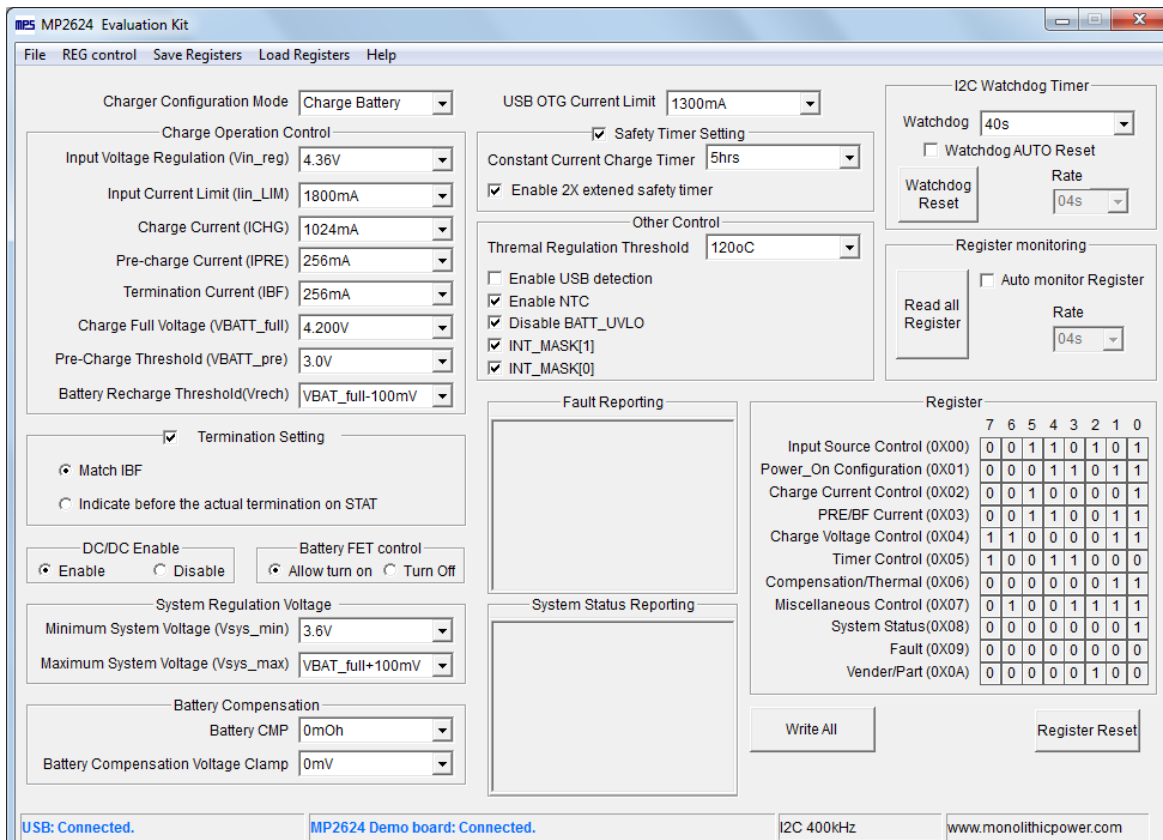 mps MP2624 Evaluation Kit
File REG control Save Registers Load Registers Help
Charger Configuration Mode Charge Battery
Charge Operation Control
Input Voltage Regulation (Vin_reg) 4.36V
Input Current Limit (Iin_LIM) 1800mA
Charge Current (ICHG) 1024mA
Pre-charge Current (IPRE) 256mA
Termination Current (IBF) 256mA
Charge Full Voltage (VBATT_full) 4.200V
Pre-Charge Threshold (VBATT_pre) 3.0V
Battery Recharge Threshold(Vrech) VBAT_full-100mV
Termination Setting
Match IBF
Indicate before the actual termination on STAT
DC/DC Enable
Enable Disable
Battery FET control
Allow turn on Turn Off
System Regulation Voltage
Minimum System Voltage (Vsys_min) 3.6V
Maximum System Voltage (Vsys_max) VBAT_full+100mV
Battery Compensation
Battery CMP 0mOh
Battery Compensation Voltage Clamp 0mV
USB OTG Current Limit 1300mA
Safety Timer Setting
Constant Current Charge Timer 5hrs
Enable 2X extened safety timer
Other Control
Thremal Regulation Threshold 120oC
Enable USB detection
Enable NTC
Disable BATT_UVLO
INT_MASK[1]
INT_MASK[0]
Fault Reporting
System Status Reporting
I2C Watchdog Timer
Watchdog 40s
Watchdog AUTO Reset
Watchdog
Reset
Rate
04s
Register monitoring
Auto monitor Register
Read all
Register
Rate
04s
Register
7 6 5 4 3 2 1 0
Input Source Control (0X00) 0 0 1 1 0 1 0 1
Power_On Configuration (0X01) 0 0 0 1 1 0 1 1
Charge Current Control (0X02) 0 0 1 0 0 0 0 1
PRE/BF Current (0X03) 0 0 1 1 0 0 1 1
Charge Voltage Control (0X04) 1 1 0 0 0 0 1 1
Timer Control (0X05) 1 0 0 1 1 0 0 1
Compensation/Thermal (0X06) 0 0 0 0 0 0 1 1
Miscellaneous Control (0X07) 0 1 0 0 1 1 1 1
System Status(0X08) 0 0 0 0 0 0 0 1
Fault (0X09) 0 0 0 0 0 0 0 0
Vender/Part (0X0A) 0 0 0 0 0 1 0 0
Write All
Register Reset
USB: Connected. MP2624 Demo board: Connected. I2C 400kHz www.monolithicpower.com